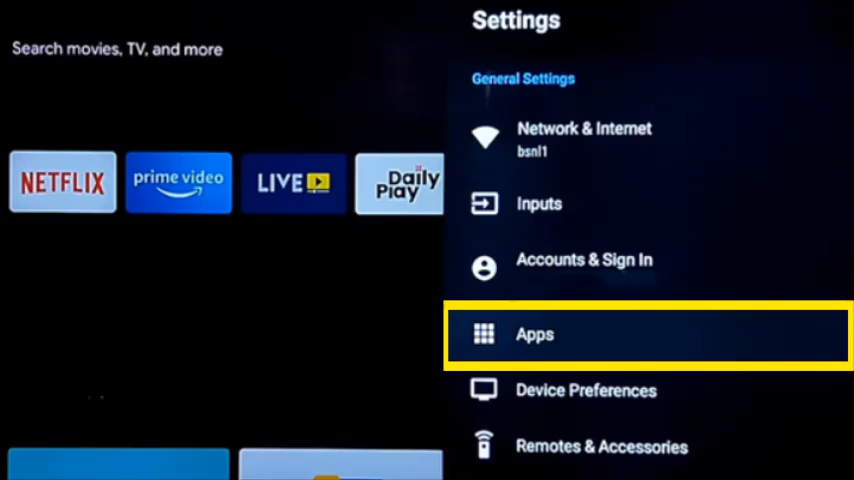 Search movies, TV, and more
NETFLIX
prime video
LIVE
Daily
Play
Settings
General Settings
Network & Internet
bsnl1
Inputs
Accounts & Sign In
Apps
Device Preferences
Remotes & Accessories